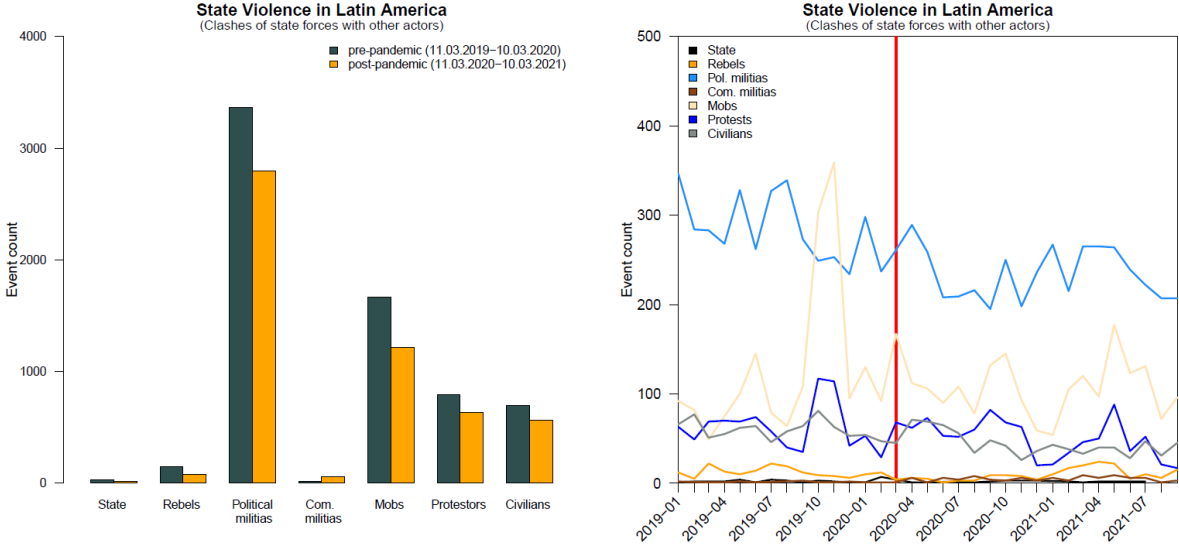 State Violence in Latin America
(Clashes of state forces with other actors)
pre-pandemic (11.03.2019−10.03.2020)
post-pandemic (11.03.2020−10.03.2021)
Event count
4000
3000
2000
1000
0
State
Rebels
Political
militias
Com.
militias
Mobs
Protestors
Civilians
State Violence in Latin America
(Clashes of state forces with other actors)
State
Rebels
Pol. militias
Com. militias
Mobs
Protests
Civilians
Event count
500
400
300
200
100
0
2019−01
2019−04
2019−07
2019−10
2020−01
2020−04
2020−07
2020−10
2021−01
2021−04
2021−07